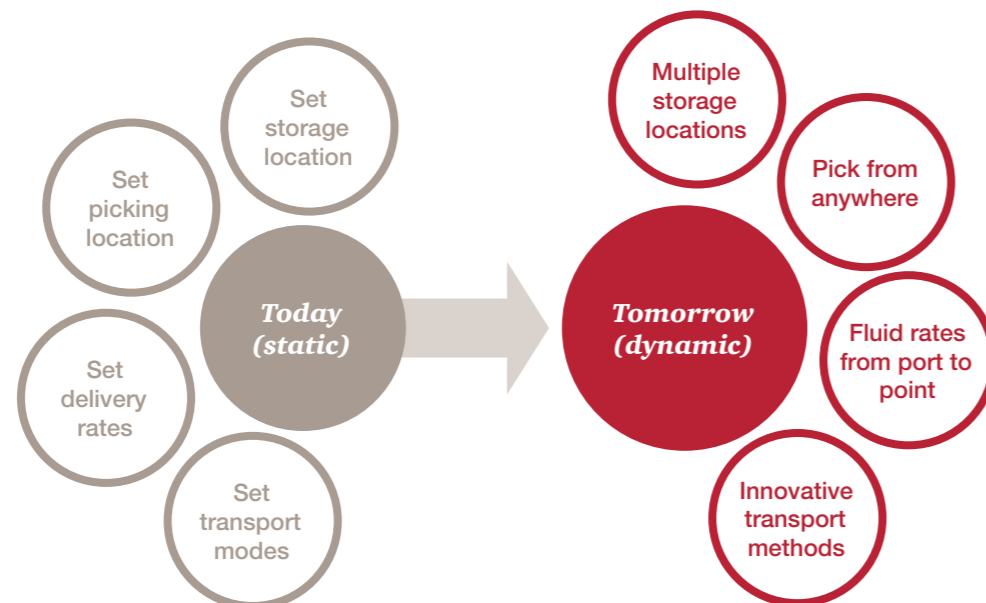 Set
storage
location
Set
picking
location
Today
(static)
Set
delivery
rates
Set
transport
modes
Multiple
storage
locations
Pick from
anywhere
Tomorrow
(dynamic)
Fluid rates
from port to
point
Innovative
transport
methods